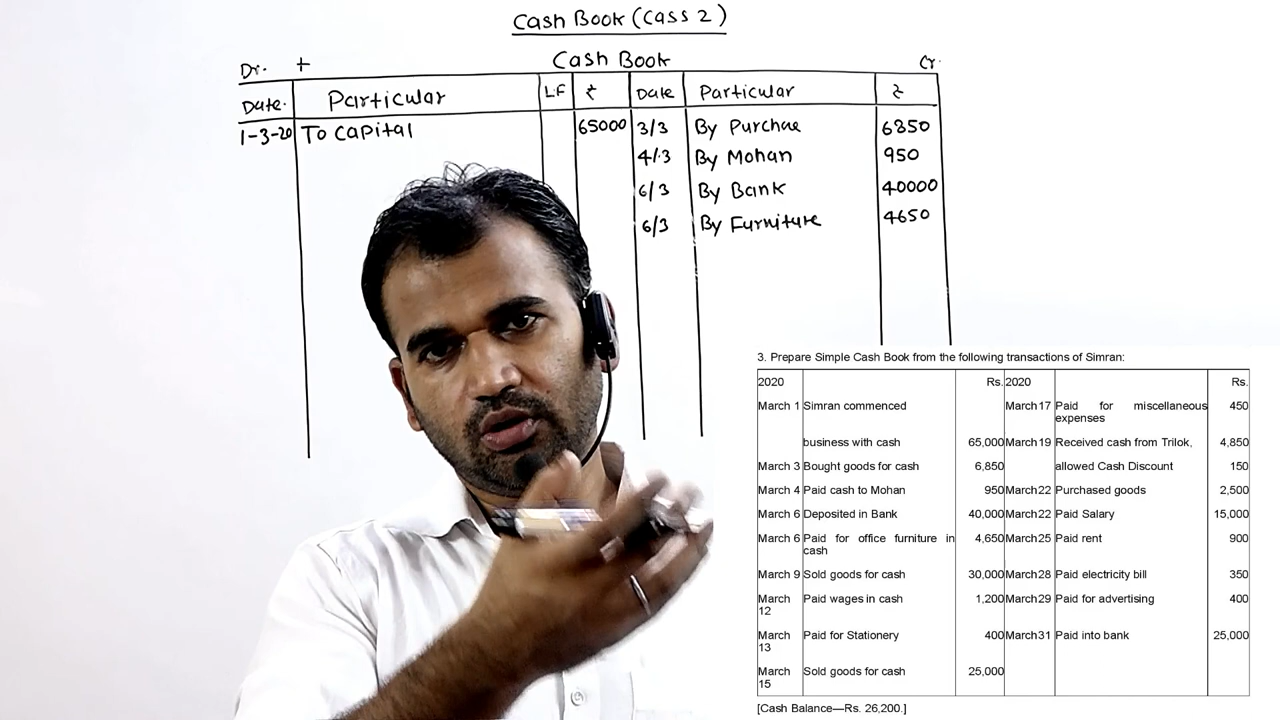 Cash Book (Cass 2)
Cash Book
Dr. + Cr.
Date. Particular L.F ₹ Date Particular ₹
1-3-20 To Capital 65000 3/3 By Purchae 6850
4/3 By Mohan 950
6/3 By Bank 40000
6/3 By Furniture 4650
3. Prepare Simple Cash Book from the following transactions of Simran:
2020 Rs. 2020 Rs.
March 1 Simran commenced March17 Paid for miscellaneous 450
expenses
business with cash 65,000 March19 Received cash from Trilok, 4,850
March 3 Bought goods for cash 6,850 allowed Cash Discount 150
March 4 Paid cash to Mohan 950 March22 Purchased goods 2,500
March 6 Deposited in Bank 40,000 March22 Paid Salary 15,000
March 6 Paid for office furniture in 4,650 March25 Paid rent 900
cash
March 9 Sold goods for cash 30,000 March28 Paid electricity bill 350
March Paid wages in cash 1,200 March29 Paid for advertising 400
12
March Paid for Stationery 400 March31 Paid into bank 25,000
13
March Sold goods for cash 25,000
15
[Cash Balance—Rs. 26,200.]